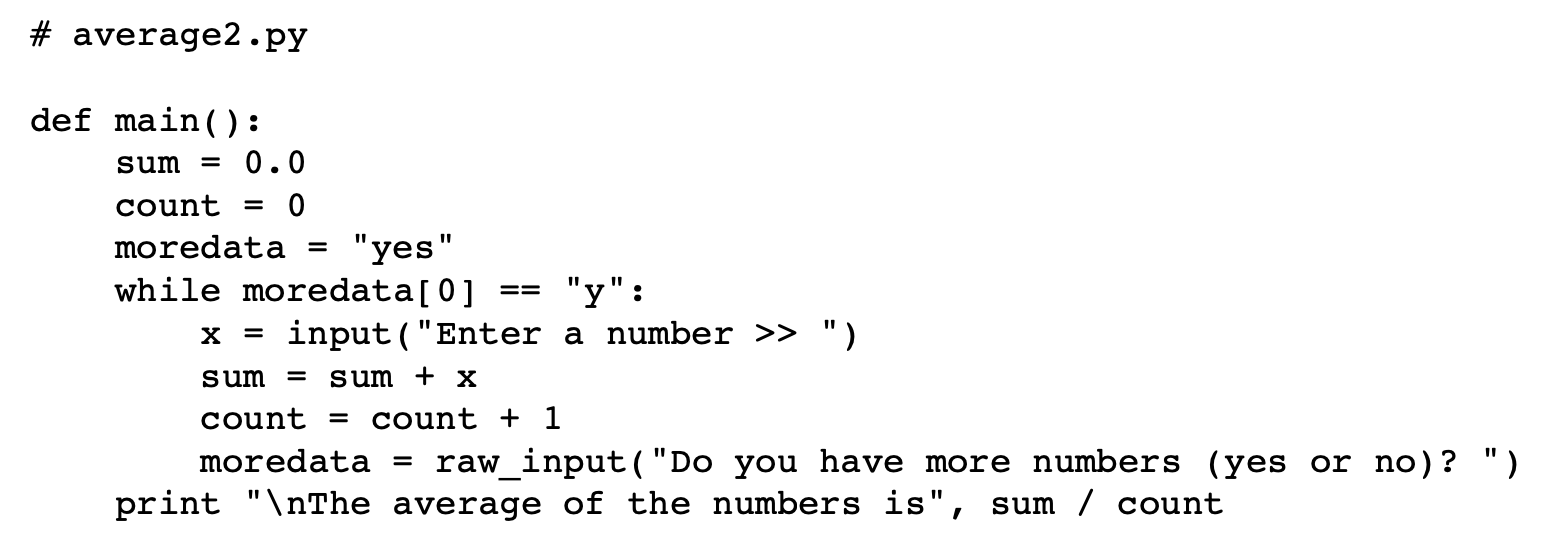 # average2.py

def main():
    sum = 0.0
    count = 0
    moredata = "yes"
    while moredata[0] == "y":
        x = input("Enter a number >> ")
        sum = sum + x
        count = count + 1
        moredata = raw_input("Do you have more numbers (yes or no)? ")
    print "\nThe average of the numbers is", sum / count